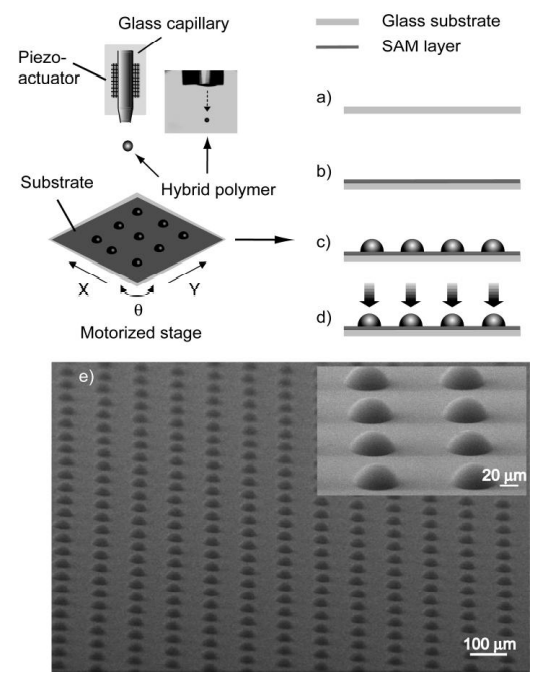 Glass capillary
Piezo-
actuator
Substrate
Hybrid polymer
X
θ
Y
Motorized stage
Glass substrate
SAM layer
a)
b)
c)
d)
e)
20 μm
100 μm